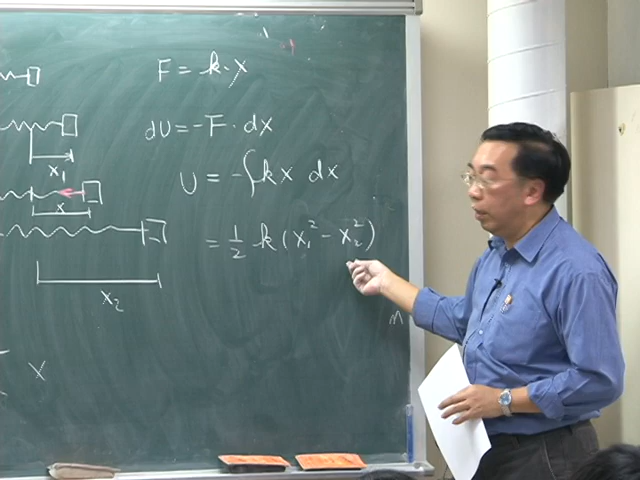 F = k · x
dU = -F · dx
x₁
U = -∫kx dx
x
= ½ k (x₁² - x₂²)
x₂
M
x